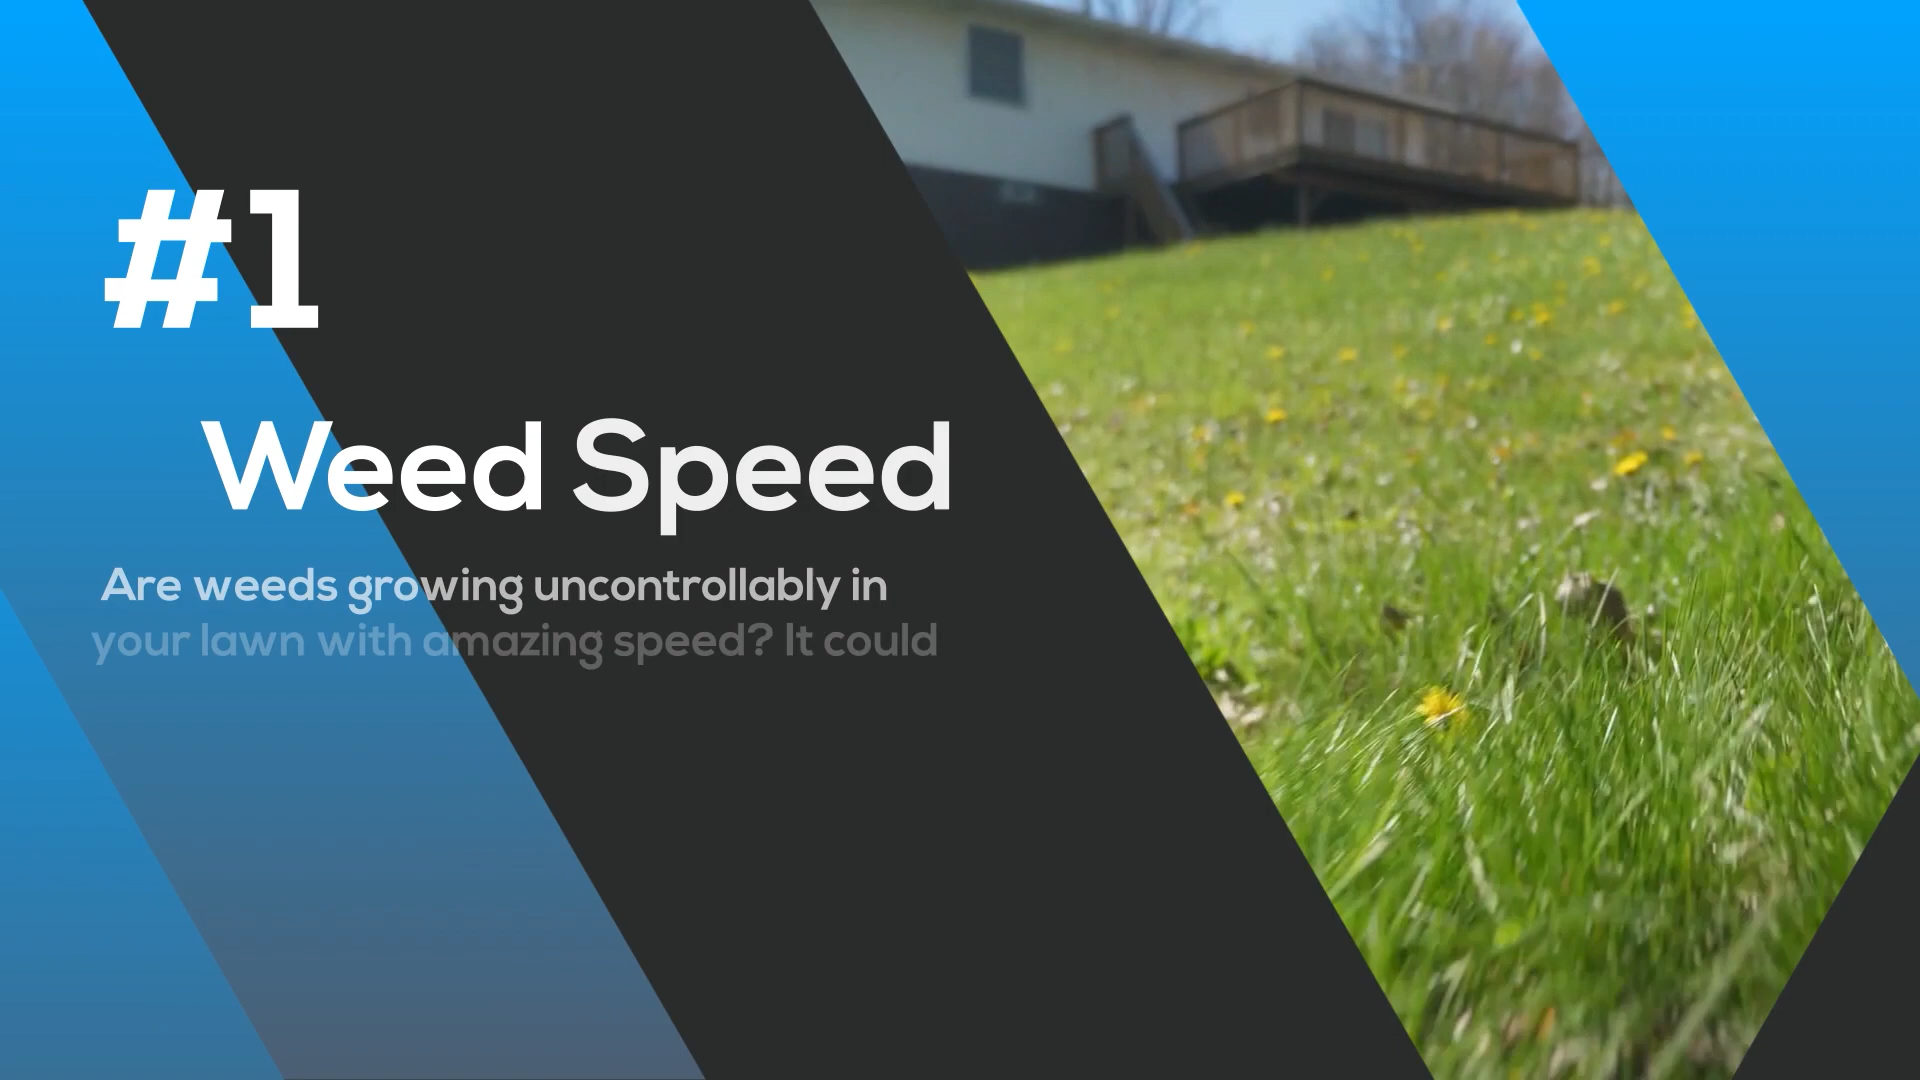 #1
Weed Speed
Are weeds growing uncontrollably in
your lawn with amazing speed? It could